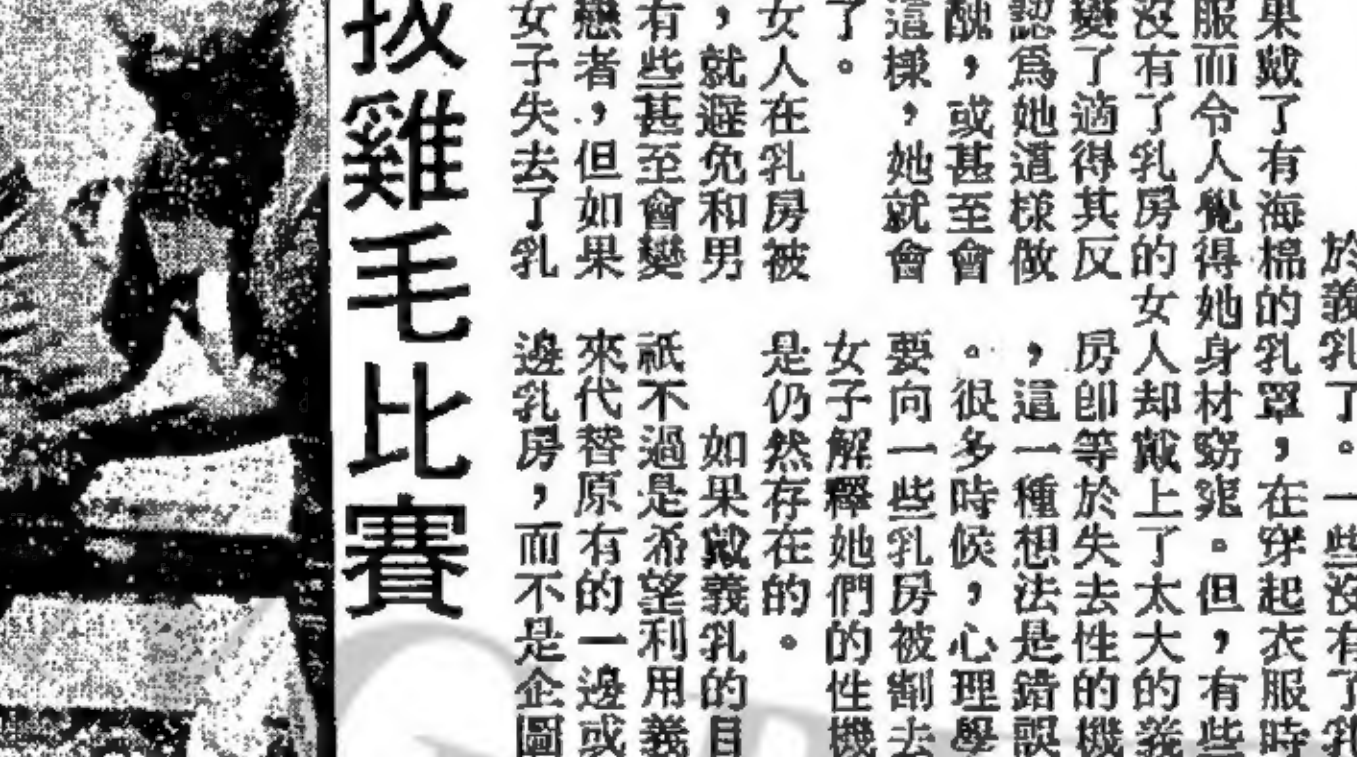 於義乳了。一些沒有了乳
果戴了有海棉的乳罩,在穿起衣服時
服而令人覺得她身材窈窕。但,有些
沒有了乳房的女人却戴上了太大的義
變了適得其反
認爲她這樣做
醜,或甚至會
這樣,她就會
了。
女人在乳房被
,就避免和男
有些甚至會變
戀者,但如果
女子失去了乳
房即等於失去性的機
,這一種想法是錯誤
。很多時候,心理學
要向一些乳房被割去
女子解釋她們的性機
是仍然存在的。
如果戴義乳的目
祇不過是希望利用義
來代替原有的一邊或
邊乳房,而不是企圖
拔雞毛比賽